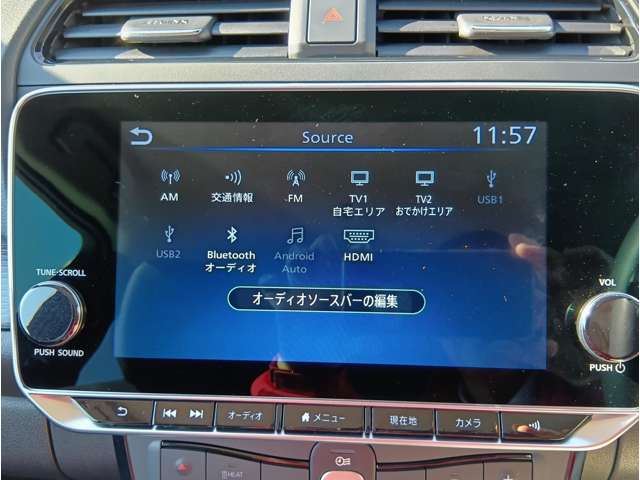 Source
11:57
AM
交通情報
FM
TV1
自宅エリア
TV2
おでかけエリア
USB1
USB2
Bluetooth
オーディオ
Android
Auto
HDMI
オーディオソースバーの編集
TUNE·SCROLL
PUSH SOUND
VOL
PUSH
オーディオ
メニュー
現在地
カメラ
HEAT